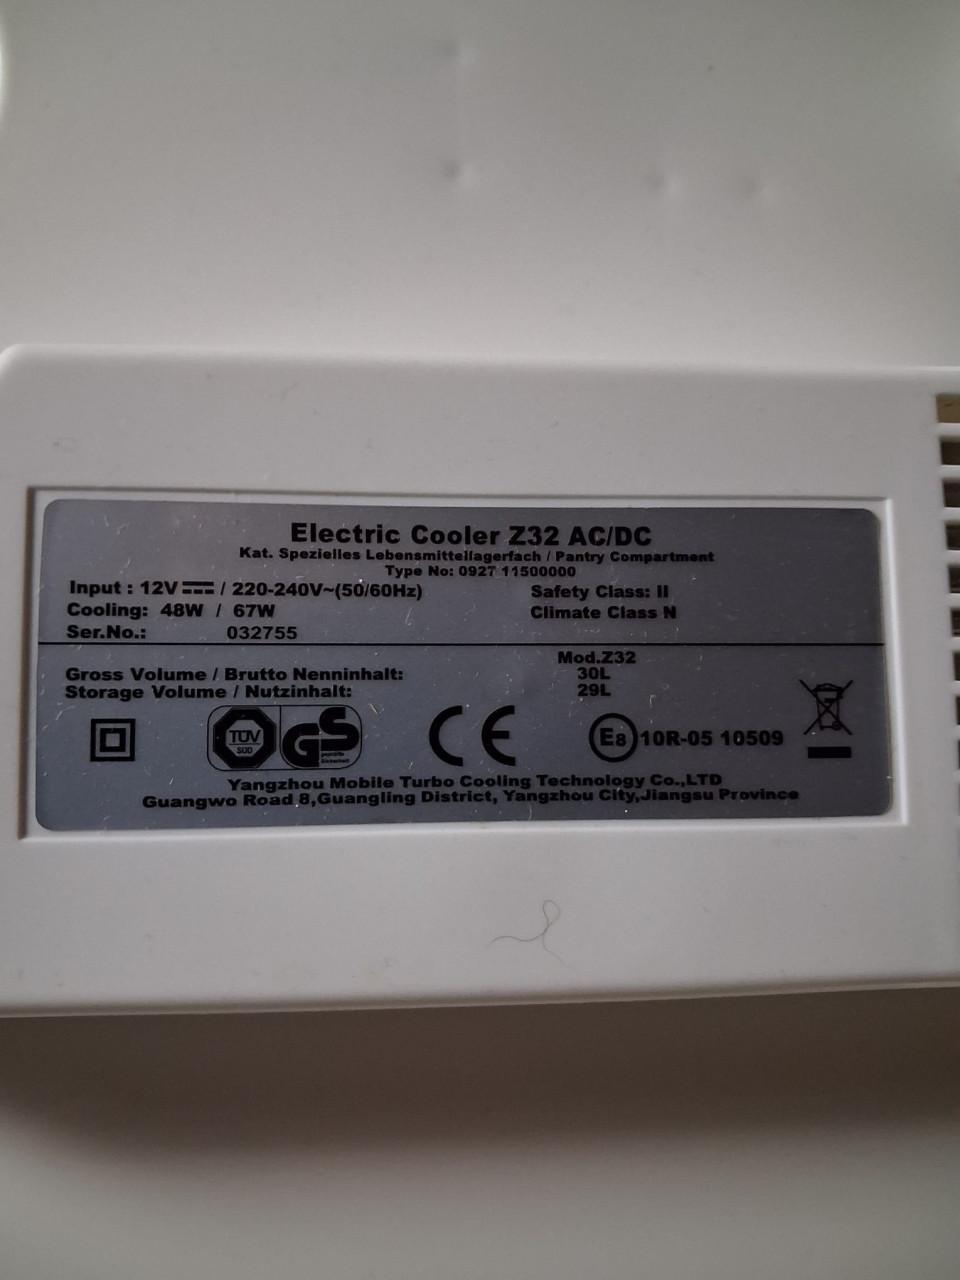 Electric Cooler Z32 AC/DC
Kat. Spezielles Lebensmittellagerfach / Pantry Compartment
Type No: 0927 11500000
Input : 12V⎓ / 220-240V~(50/60Hz) Safety Class: II
Cooling: 48W / 67W Climate Class N
Ser.No.: 032755
Mod.Z32
Gross Volume / Brutto Nenninhalt: 30L
Storage Volume / Nutzinhalt: 29L
TÜV SÜD GS geprüfte Sicherheit CE E8 10R-05 10509
Yangzhou Mobile Turbo Cooling Technology Co.,LTD
Guangwo Road 8,Guangling District, Yangzhou City,Jiangsu Province